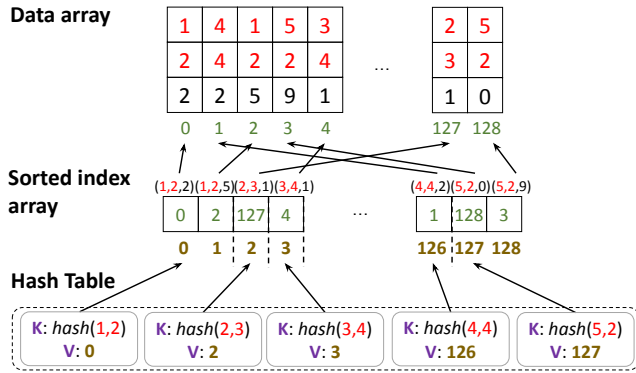 Data array
1 4 1 5 3 2 5
2 4 2 2 4 ... 3 2
2 2 5 9 1 1 0
0 1 2 3 4 127 128
Sorted index array
(1,2,2) (1,2,5) (2,3,1) (3,4,1) (4,4,2) (5,2,0) (5,2,9)
0 2 127 4 ... 1 128 3
0 1 2 3 126 127 128
Hash Table
K: hash(1,2) K: hash(2,3) K: hash(3,4) K: hash(4,4) K: hash(5,2)
V: 0 V: 2 V: 3 V: 126 V: 127